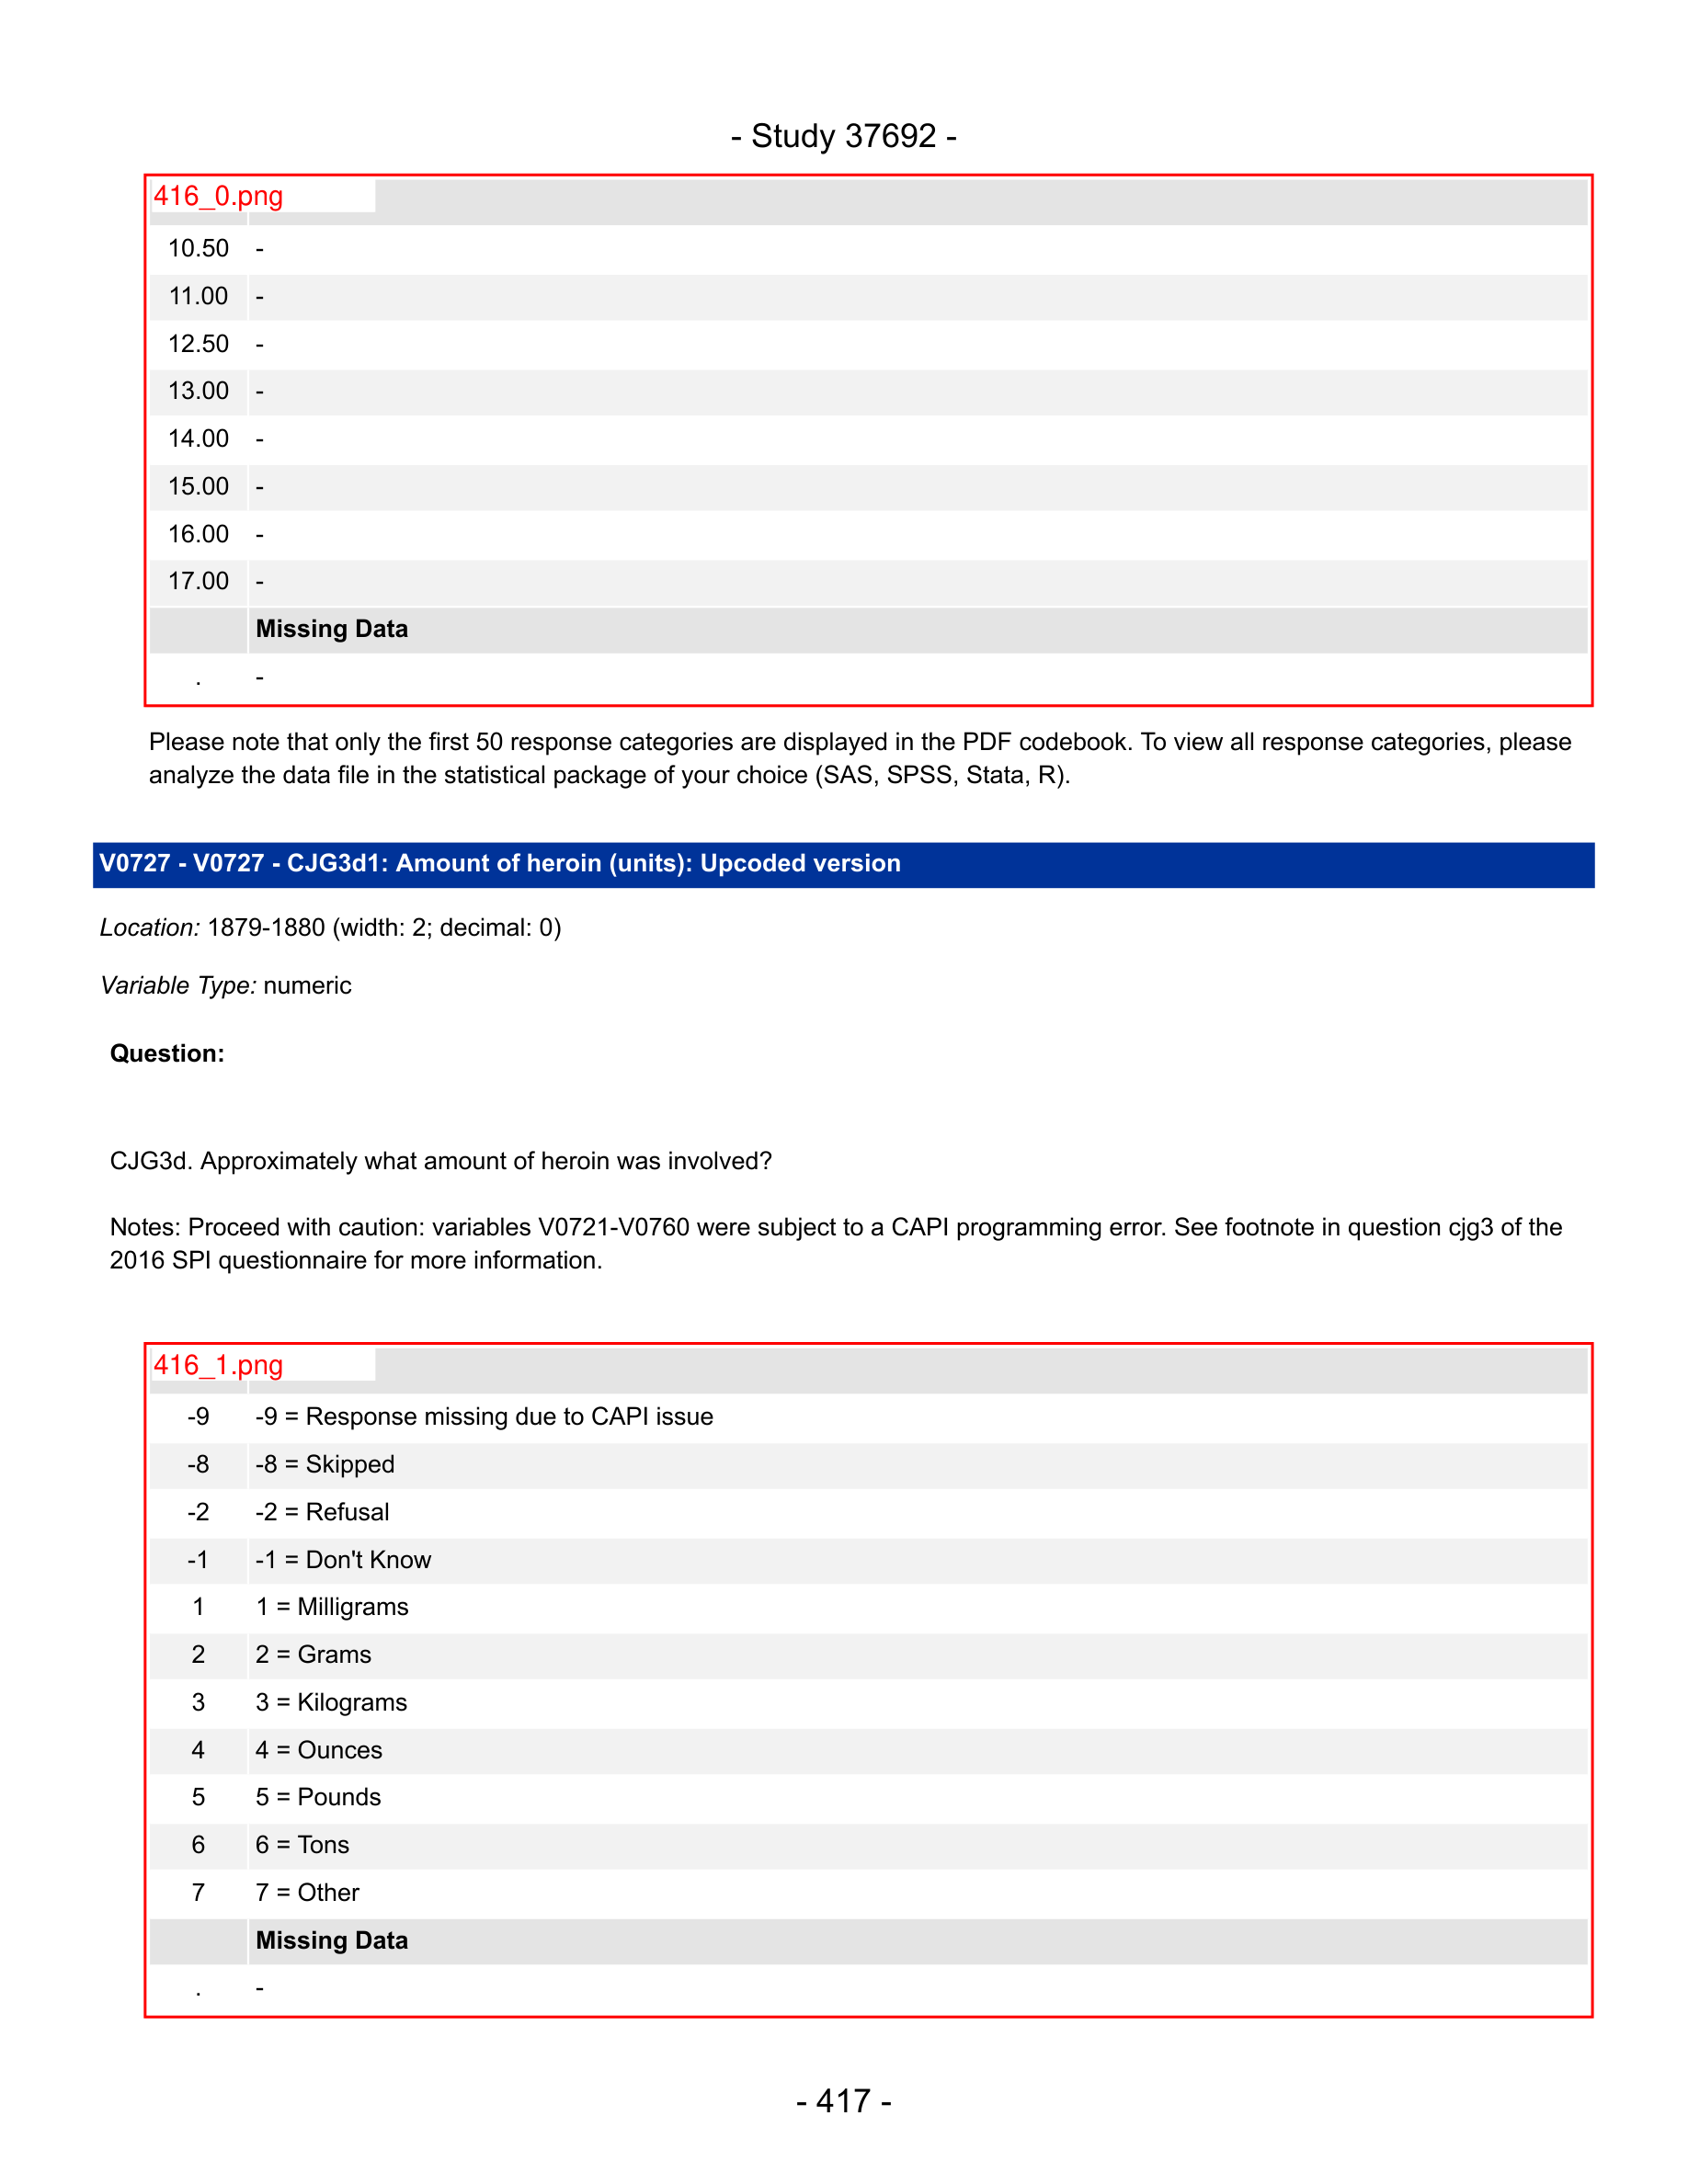 - Study 37692 -
416_0.png
10.50 -
11.00 -
12.50 -
13.00 -
14.00 -
15.00 -
16.00 -
17.00 -
Missing Data
. -
Please note that only the first 50 response categories are displayed in the PDF codebook. To view all response categories, please
analyze the data file in the statistical package of your choice (SAS, SPSS, Stata, R).
V0727 - V0727 - CJG3d1: Amount of heroin (units): Upcoded version
Location: 1879-1880 (width: 2; decimal: 0)
Variable Type: numeric
Question:
CJG3d. Approximately what amount of heroin was involved?
Notes: Proceed with caution: variables V0721-V0760 were subject to a CAPI programming error. See footnote in question cjg3 of the
2016 SPI questionnaire for more information.
416_1.png
-9 -9 = Response missing due to CAPI issue
-8 -8 = Skipped
-2 -2 = Refusal
-1 -1 = Don't Know
1 1 = Milligrams
2 2 = Grams
3 3 = Kilograms
4 4 = Ounces
5 5 = Pounds
6 6 = Tons
7 7 = Other
Missing Data
. -
- 417 -